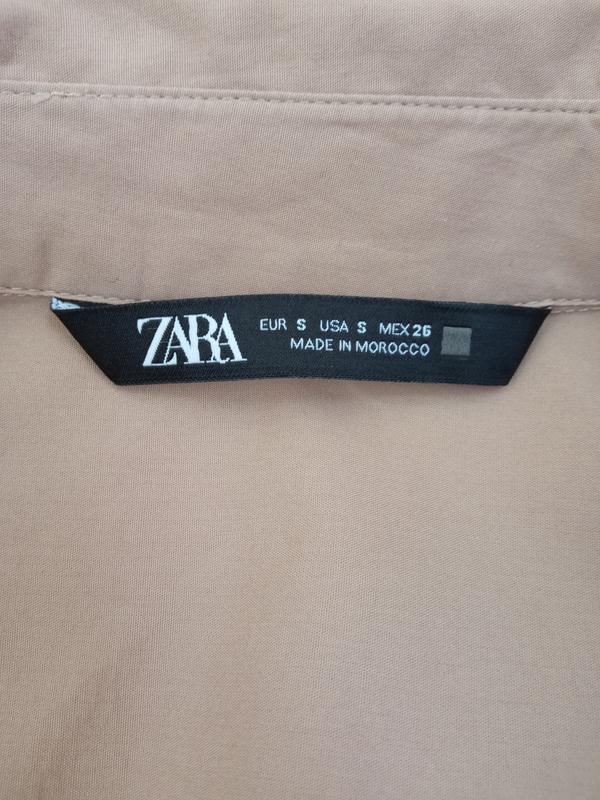 ZARA
EUR S USA S MEX 26
MADE IN MOROCCO